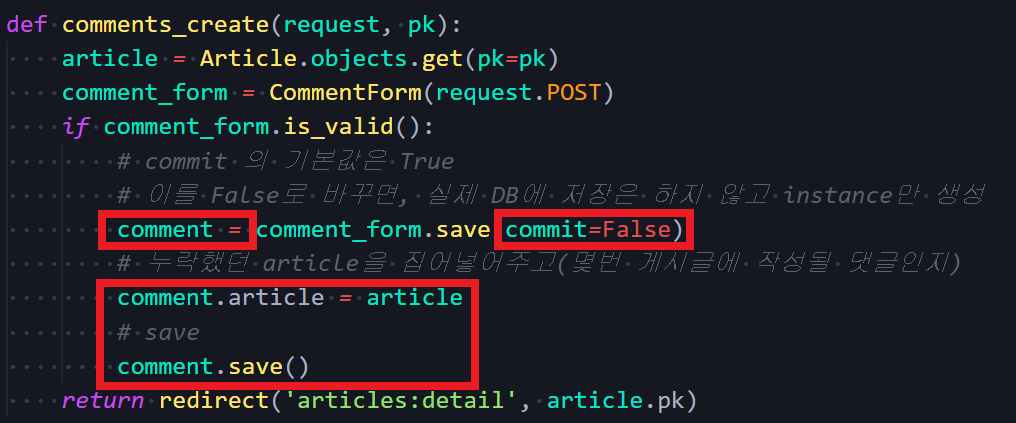 def comments_create(request, pk):
article = Article.objects.get(pk=pk)
comment_form = CommentForm(request.POST)
if comment_form.is_valid():
# commit 의 기본값은 True
# 이를 False로 바꾸면, 실제 DB에 저장은 하지 않고 instance만 생성
comment = comment_form.save commit=False)
# 누락했던 article을 집어넣어주고(몇번 게시글에 작성될 댓글인지)
comment.article = article
# save
comment.save()
return redirect('articles:detail', article.pk)